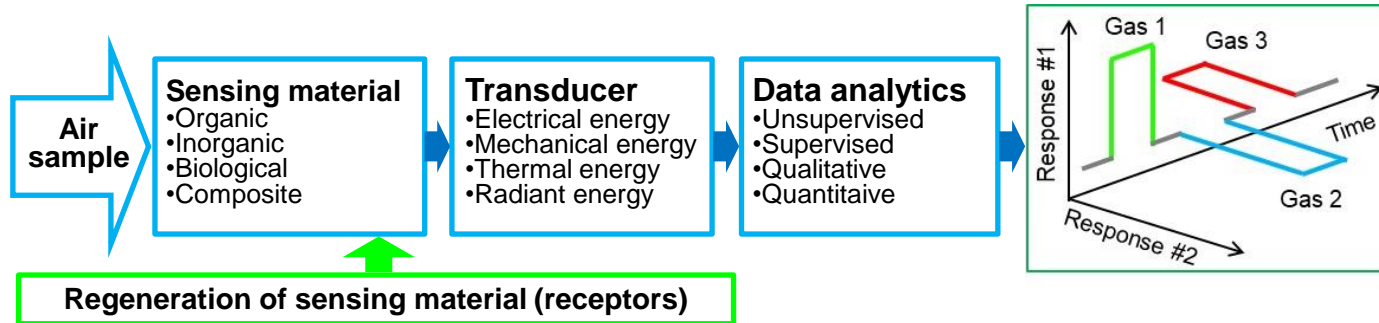 Air
sample
Sensing material
•Organic
•Inorganic
•Biological
•Composite
Transducer
•Electrical energy
•Mechanical energy
•Thermal energy
•Radiant energy
Data analytics
•Unsupervised
•Supervised
•Qualitative
•Quantitaive
Response #1
Gas 1
Gas 3
Time
Gas 2
Response #2
Regeneration of sensing material (receptors)